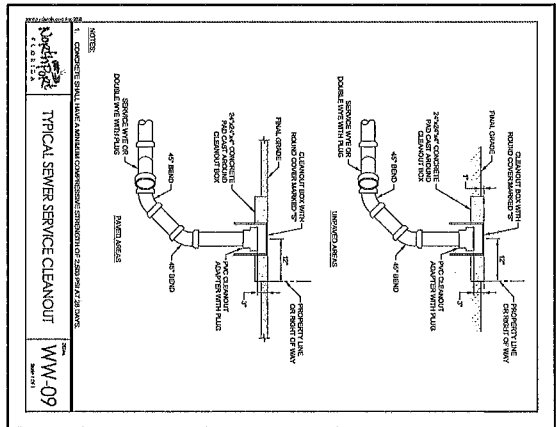 CLEANOUT BOX WITH
ROUND COVER MARKED "S"
FINAL GRADE
24"x24"x4" CONCRETE
PAD CAST AROUND
CLEANOUT BOX
12"
PROPERTY LINE
OR RIGHT OF WAY
3"
PVC CLEANOUT
ADAPTER WITH PLUG
45° BEND
45° BEND
SERVICE WYE OR
DOUBLE WYE WITH PLUG
UNPAVED AREAS
CLEANOUT BOX WITH
ROUND COVER MARKED "S"
FINAL GRADE
24"x24"x4" CONCRETE
PAD CAST AROUND
CLEANOUT BOX
12"
PROPERTY LINE
OR RIGHT OF WAY
3"
PVC CLEANOUT
ADAPTER WITH PLUG
45° BEND
45° BEND
SERVICE WYE OR
DOUBLE WYE WITH PLUG
PAVED AREAS
NOTES:
1. CONCRETE SHALL HAVE A MINIMUM COMPRESSIVE STRENGTH OF 2,500 PSI AT 28 DAYS.
North Port
FLORIDA
TYPICAL SEWER SERVICE CLEANOUT
WW-09